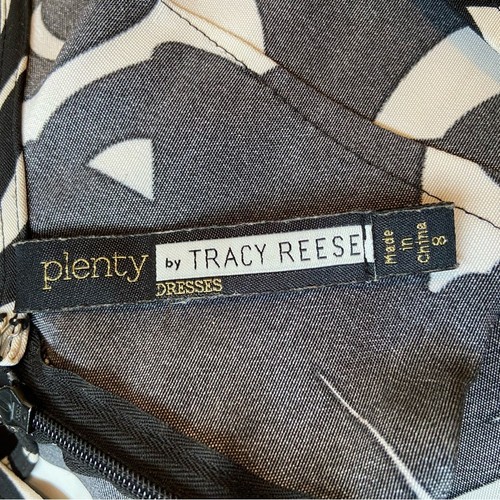 plenty by TRACY REESE
DRESSES
Made
in
China
8